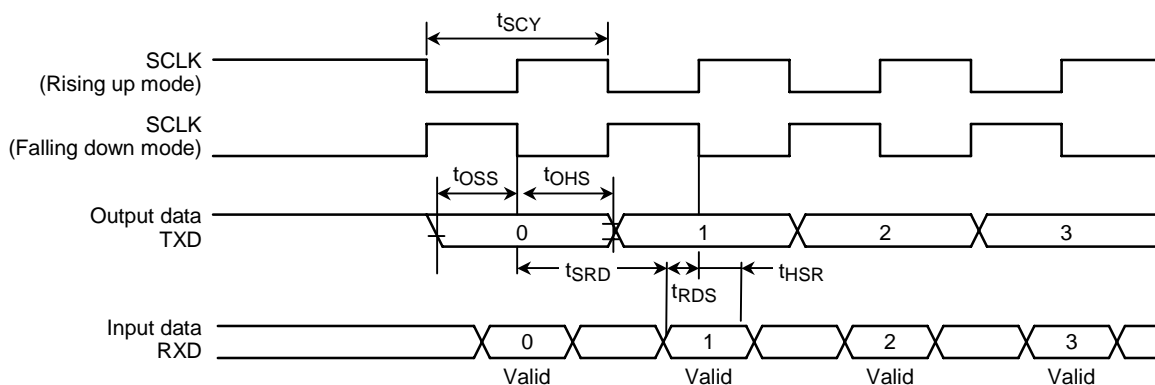 tSCY
SCLK
(Rising up mode)
SCLK
(Falling down mode)
tOSS
tOHS
Output data
TXD
0
1
2
3
tSRD
tRDS
tHSR
Input data
RXD
0
1
2
3
Valid
Valid
Valid
Valid